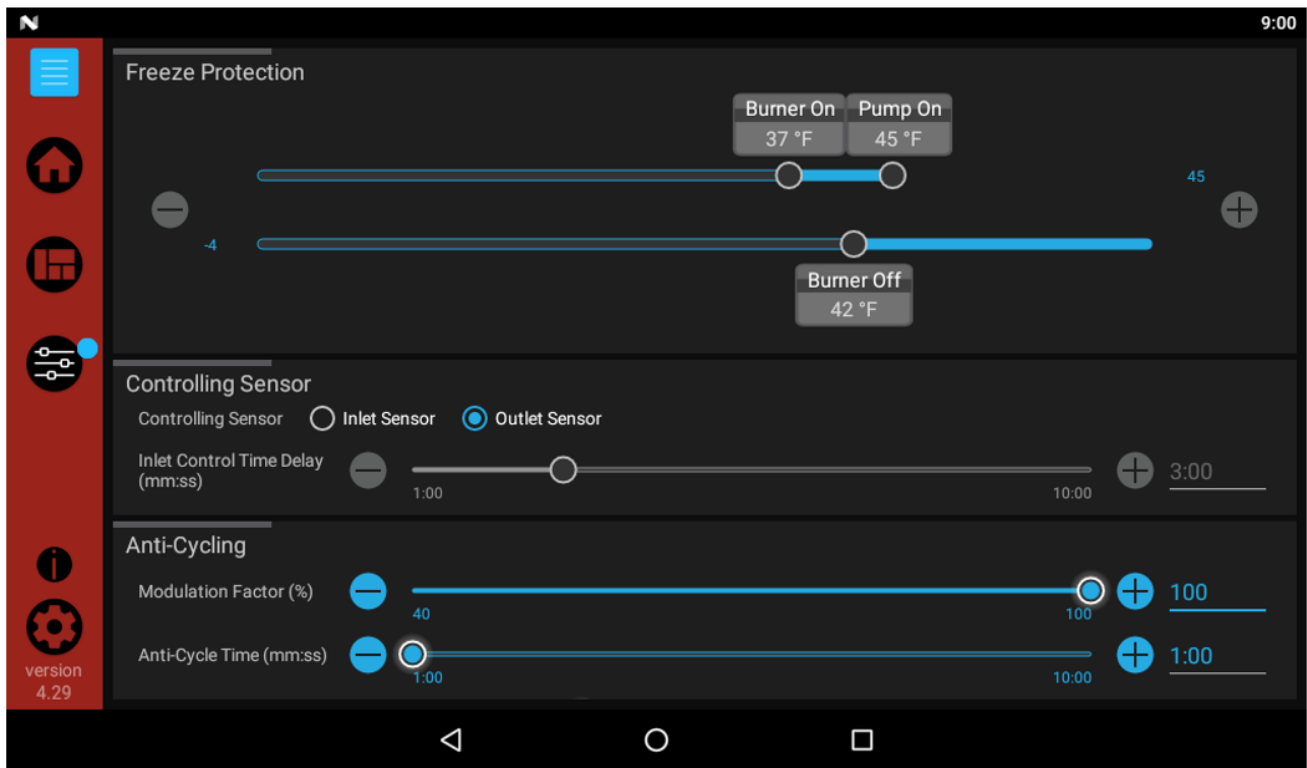 9:00
Freeze Protection
Burner On Pump On
37 °F 45 °F
45
-4
Burner Off
42 °F
Controlling Sensor
Controlling Sensor Inlet Sensor Outlet Sensor
Inlet Control Time Delay
(mm:ss)
3:00
1:00 10:00
Anti-Cycling
Modulation Factor (%) 100
40 100
Anti-Cycle Time (mm:ss) 1:00
1:00 10:00
version
4.29